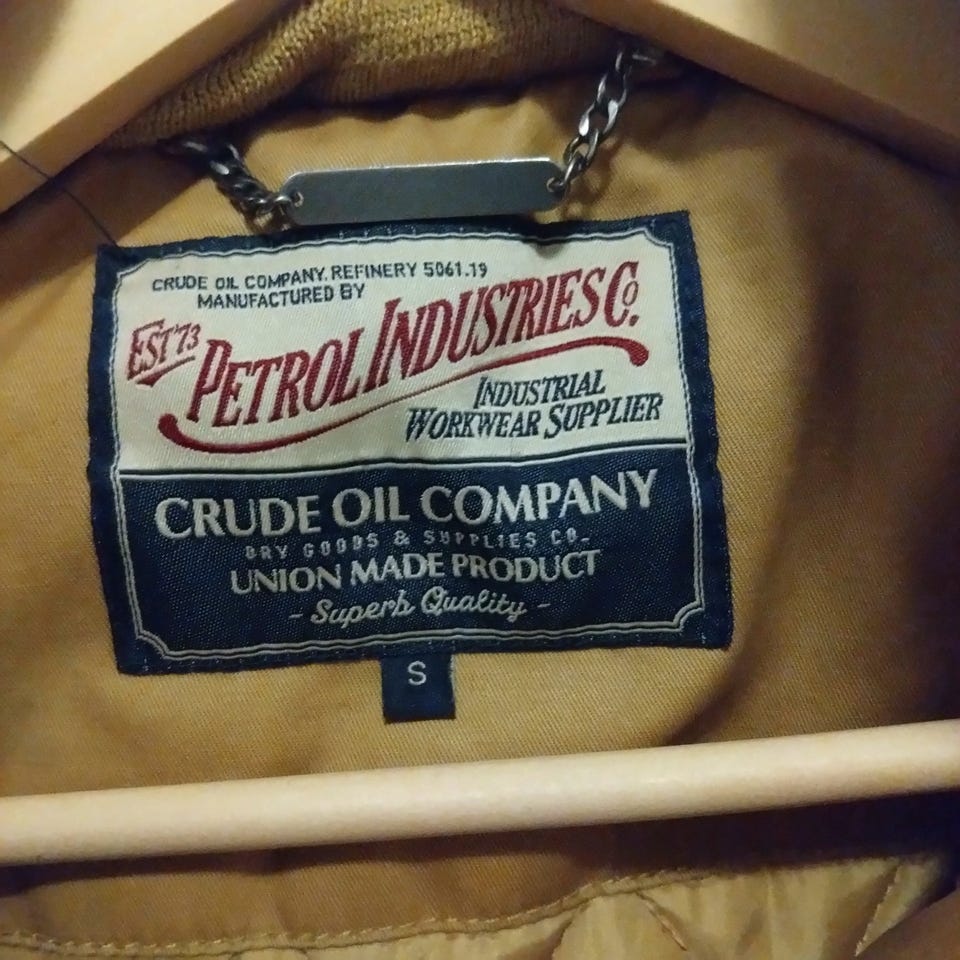 CRUDE OIL COMPANY. REFINERY 5061.19
MANUFACTURED BY
EST'73
PETROL INDUSTRIES Co.
INDUSTRIAL
WORKWEAR SUPPLIER
CRUDE OIL COMPANY
DRY GOODS & SUPPLIES CO.
UNION MADE PRODUCT
- Superb Quality -
S